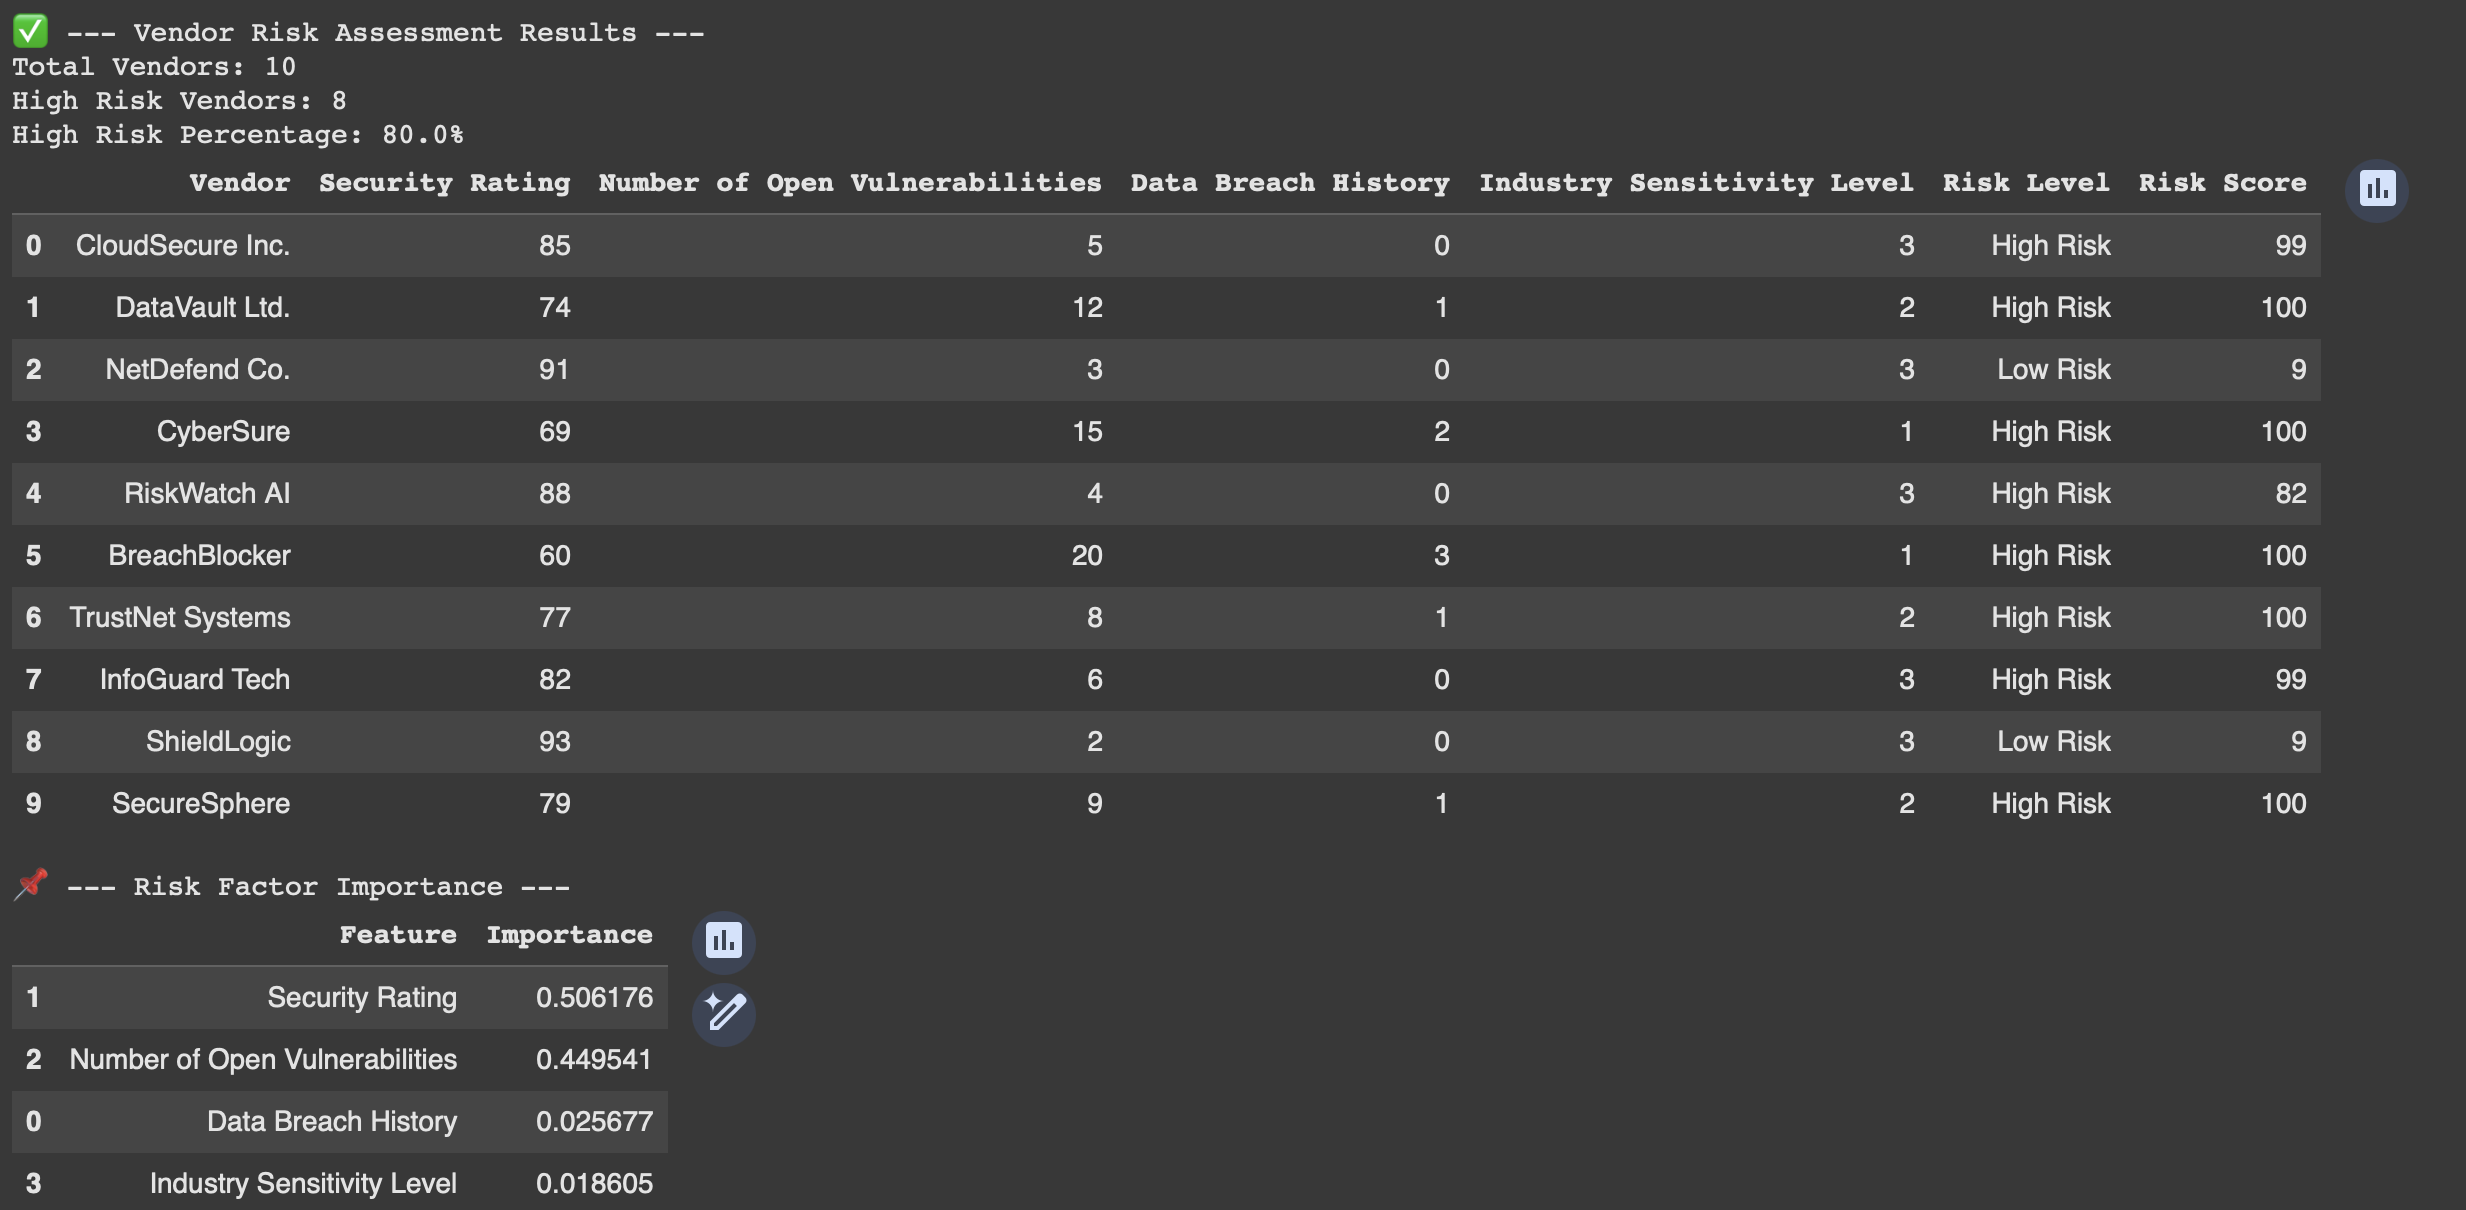 ✅ --- Vendor Risk Assessment Results ---
Total Vendors: 10
High Risk Vendors: 8
High Risk Percentage: 80.0%
Vendor Security Rating Number of Open Vulnerabilities Data Breach History Industry Sensitivity Level Risk Level Risk Score
0 CloudSecure Inc. 85 5 0 3 High Risk 99
1 DataVault Ltd. 74 12 1 2 High Risk 100
2 NetDefend Co. 91 3 0 3 Low Risk 9
3 CyberSure 69 15 2 1 High Risk 100
4 RiskWatch AI 88 4 0 3 High Risk 82
5 BreachBlocker 60 20 3 1 High Risk 100
6 TrustNet Systems 77 8 1 2 High Risk 100
7 InfoGuard Tech 82 6 0 3 High Risk 99
8 ShieldLogic 93 2 0 3 Low Risk 9
9 SecureSphere 79 9 1 2 High Risk 100
📌 --- Risk Factor Importance ---
Feature Importance
1 Security Rating 0.506176
2 Number of Open Vulnerabilities 0.449541
0 Data Breach History 0.025677
3 Industry Sensitivity Level 0.018605